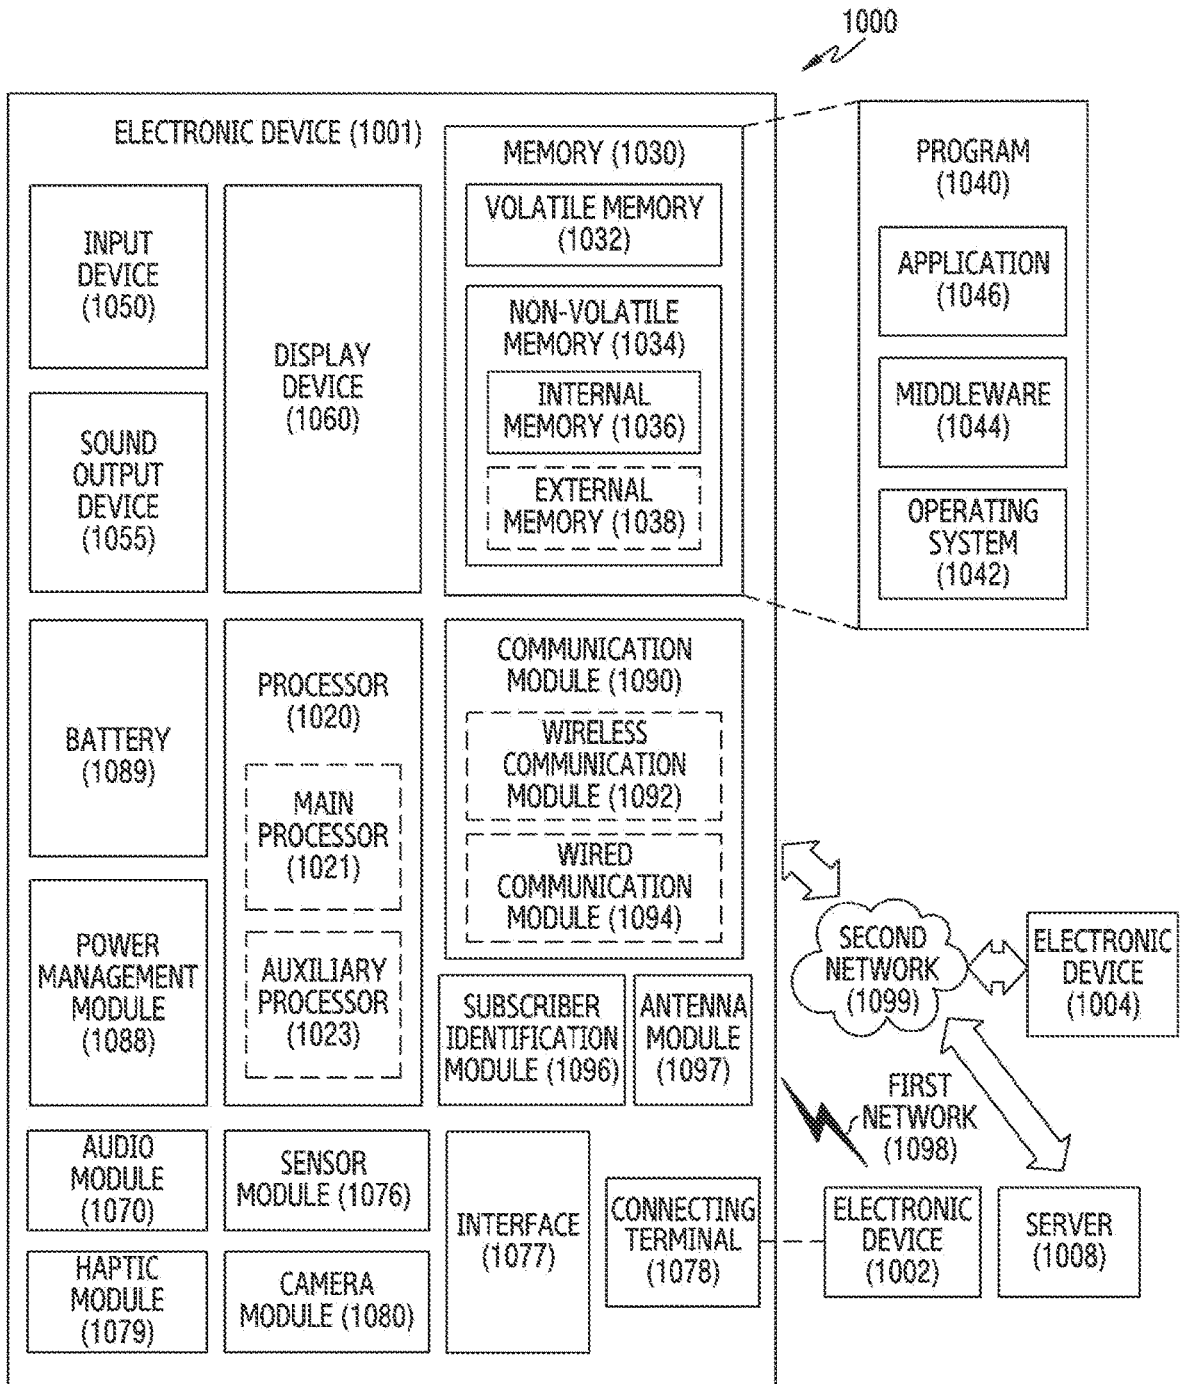 1000
ELECTRONIC DEVICE (1001)
INPUT
DEVICE
(1050)
SOUND
OUTPUT
DEVICE
(1055)
DISPLAY
DEVICE
(1060)
MEMORY (1030)
VOLATILE MEMORY
(1032)
NON-VOLATILE
MEMORY (1034)
INTERNAL
MEMORY (1036)
EXTERNAL
MEMORY (1038)
PROGRAM
(1040)
APPLICATION
(1046)
MIDDLEWARE
(1044)
OPERATING
SYSTEM
(1042)
BATTERY
(1089)
POWER
MANAGEMENT
MODULE
(1088)
PROCESSOR
(1020)
MAIN
PROCESSOR
(1021)
AUXILIARY
PROCESSOR
(1023)
COMMUNICATION
MODULE (1090)
WIRELESS
COMMUNICATION
MODULE (1092)
WIRED
COMMUNICATION
MODULE (1094)
SUBSCRIBER
IDENTIFICATION
MODULE (1096)
ANTENNA
MODULE
(1097)
SECOND
NETWORK
(1099)
ELECTRONIC
DEVICE
(1004)
FIRST
NETWORK
(1098)
AUDIO
MODULE
(1070)
SENSOR
MODULE (1076)
INTERFACE
(1077)
CONNECTING
TERMINAL
(1078)
ELECTRONIC
DEVICE
(1002)
SERVER
(1008)
HAPTIC
MODULE
(1079)
CAMERA
MODULE (1080)